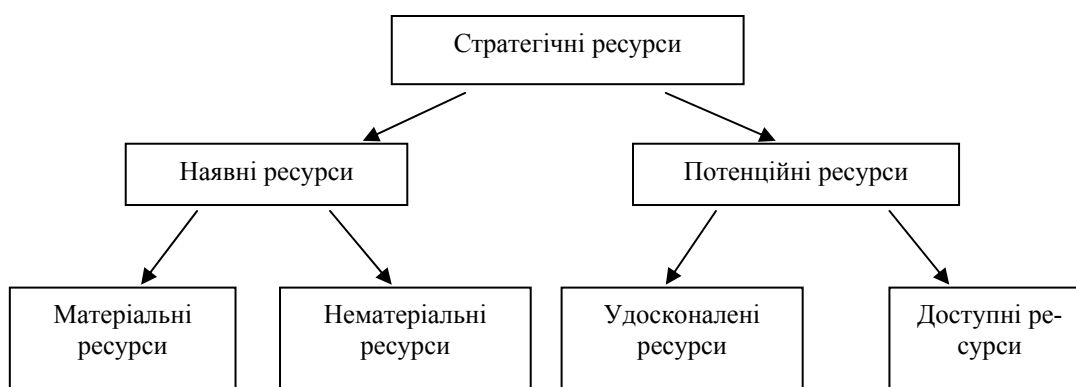 Стратегічні ресурси
Наявні ресурси
Потенційні ресурси
Матеріальні
ресурси
Нематеріальні
ресурси
Удосконалені
ресурси
Доступні ре-
сурси